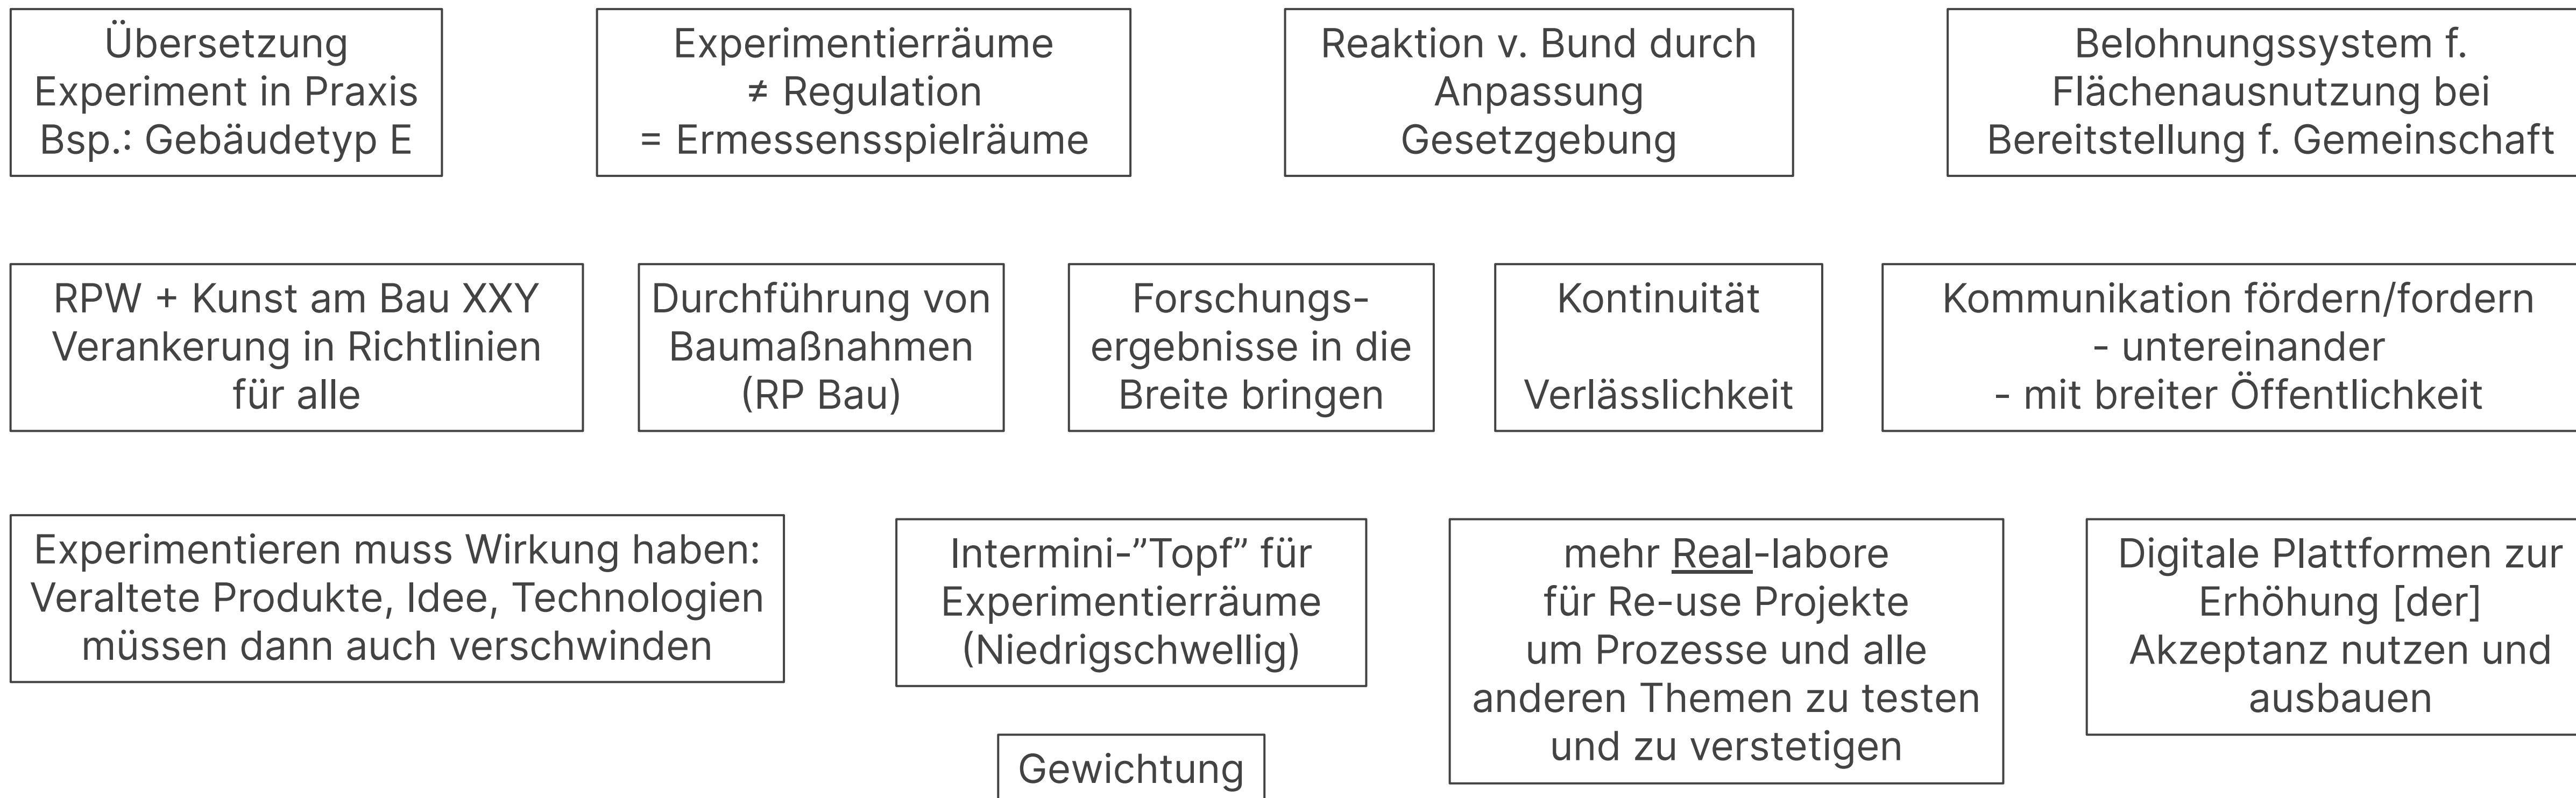 Übersetzung
Experiment in Praxis
Bsp.: Gebäudetyp E
Experimentierräume
≠ Regulation
= Ermessensspielräume
Reaktion v. Bund durch
Anpassung
Gesetzgebung
Belohnungssystem f.
Flächenausnutzung bei
Bereitstellung f. Gemeinschaft
RPW + Kunst am Bau XXY
Verankerung in Richtlinien
für alle
Durchführung von
Baumaßnahmen
(RP Bau)
Forschungs-
ergebnisse in die
Breite bringen
Kontinuität
Verlässlichkeit
Kommunikation fördern/fordern
- untereinander
- mit breiter Öffentlichkeit
Experimentieren muss Wirkung haben:
Veraltete Produkte, Idee, Technologien
müssen dann auch verschwinden
Intermini-”Topf” für
Experimentierräume
(Niedrigschwellig)
mehr Real-labore
für Re-use Projekte
um Prozesse und alle
anderen Themen zu testen
und zu verstetigen
Digitale Plattformen zur
Erhöhung [der]
Akzeptanz nutzen und
ausbauen
Gewichtung